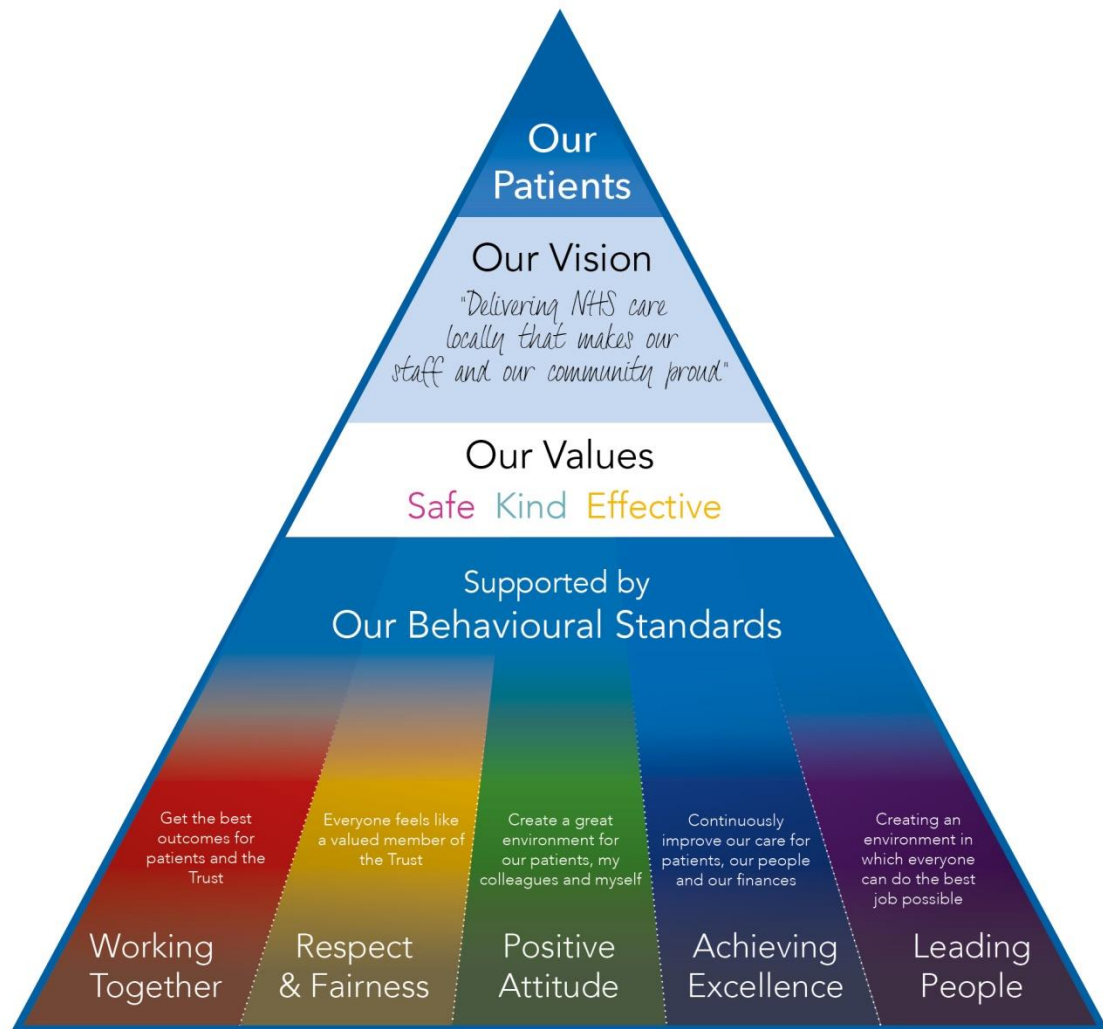 Our
Patients
Our Vision
"Delivering NHS care
locally that makes our
staff and our community proud"
Our Values
Safe Kind Effective
Supported by
Our Behavioural Standards
Get the best
outcomes for
patients and the
Trust
Working
Together
Everyone feels like
a valued member of
the Trust
Respect
& Fairness
Create a great
environment for
our patients, my
colleagues and myself
Positive
Attitude
Continuously
improve our care for
patients, our people
and our finances
Achieving
Excellence
Creating an
environment in
which everyone
can do the best
job possible
Leading
People